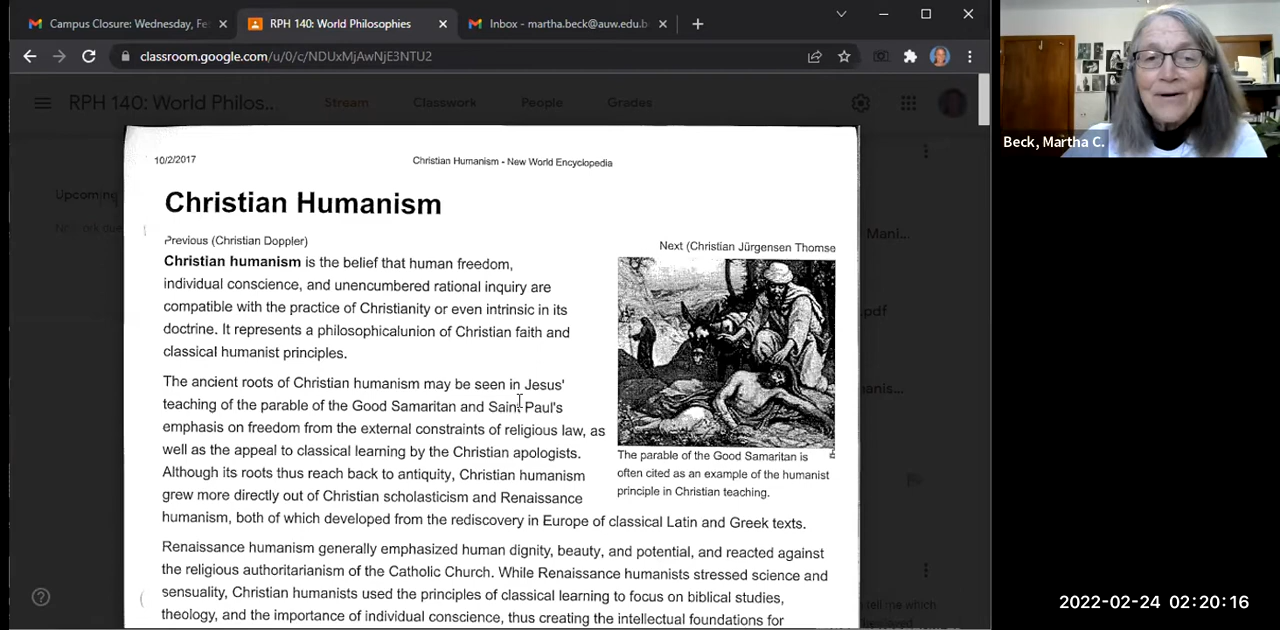 Campus Closure: Wednesday, Fe
RPH 140: World Philosophies
Inbox - martha.beck@auw.edu.b
classroom.google.com/u/0/c/NDUxMjAwNjE3NTU2
RPH 140: World Philos...
Stream
Classwork
People
Grades
Beck, Martha C.
Upcoming
10/2/2017
Christian Humanism - New World Encyclopedia
Christian Humanism
Previous (Christian Doppler)
Next (Christian Jürgensen Thomse
Christian humanism is the belief that human freedom,
individual conscience, and unencumbered rational inquiry are
compatible with the practice of Christianity or even intrinsic in its
doctrine. It represents a philosophicalunion of Christian faith and
classical humanist principles.
The ancient roots of Christian humanism may be seen in Jesus'
teaching of the parable of the Good Samaritan and Saint Paul's
emphasis on freedom from the external constraints of religious law, as
well as the appeal to classical learning by the Christian apologists.
Although its roots thus reach back to antiquity, Christian humanism
grew more directly out of Christian scholasticism and Renaissance
humanism, both of which developed from the rediscovery in Europe of classical Latin and Greek texts.
The parable of the Good Samaritan is
often cited as an example of the humanist
principle in Christian teaching.
Renaissance humanism generally emphasized human dignity, beauty, and potential, and reacted against
the religious authoritarianism of the Catholic Church. While Renaissance humanists stressed science and
sensuality, Christian humanists used the principles of classical learning to focus on biblical studies,
theology, and the importance of individual conscience, thus creating the intellectual foundations for
Mani...
.pdf
anis...
tell me which
2022-02-24 02:20:16